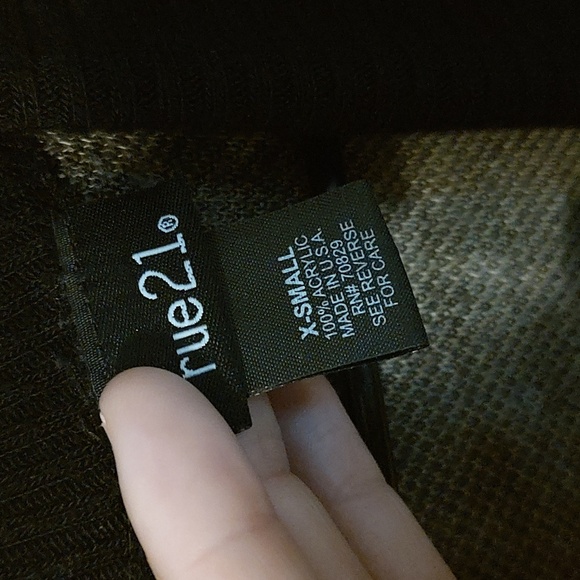 rue21®
X-SMALL
100% ACRYLIC
MADE IN U.S.A.
RN# 70829
SEE REVERSE
FOR CARE